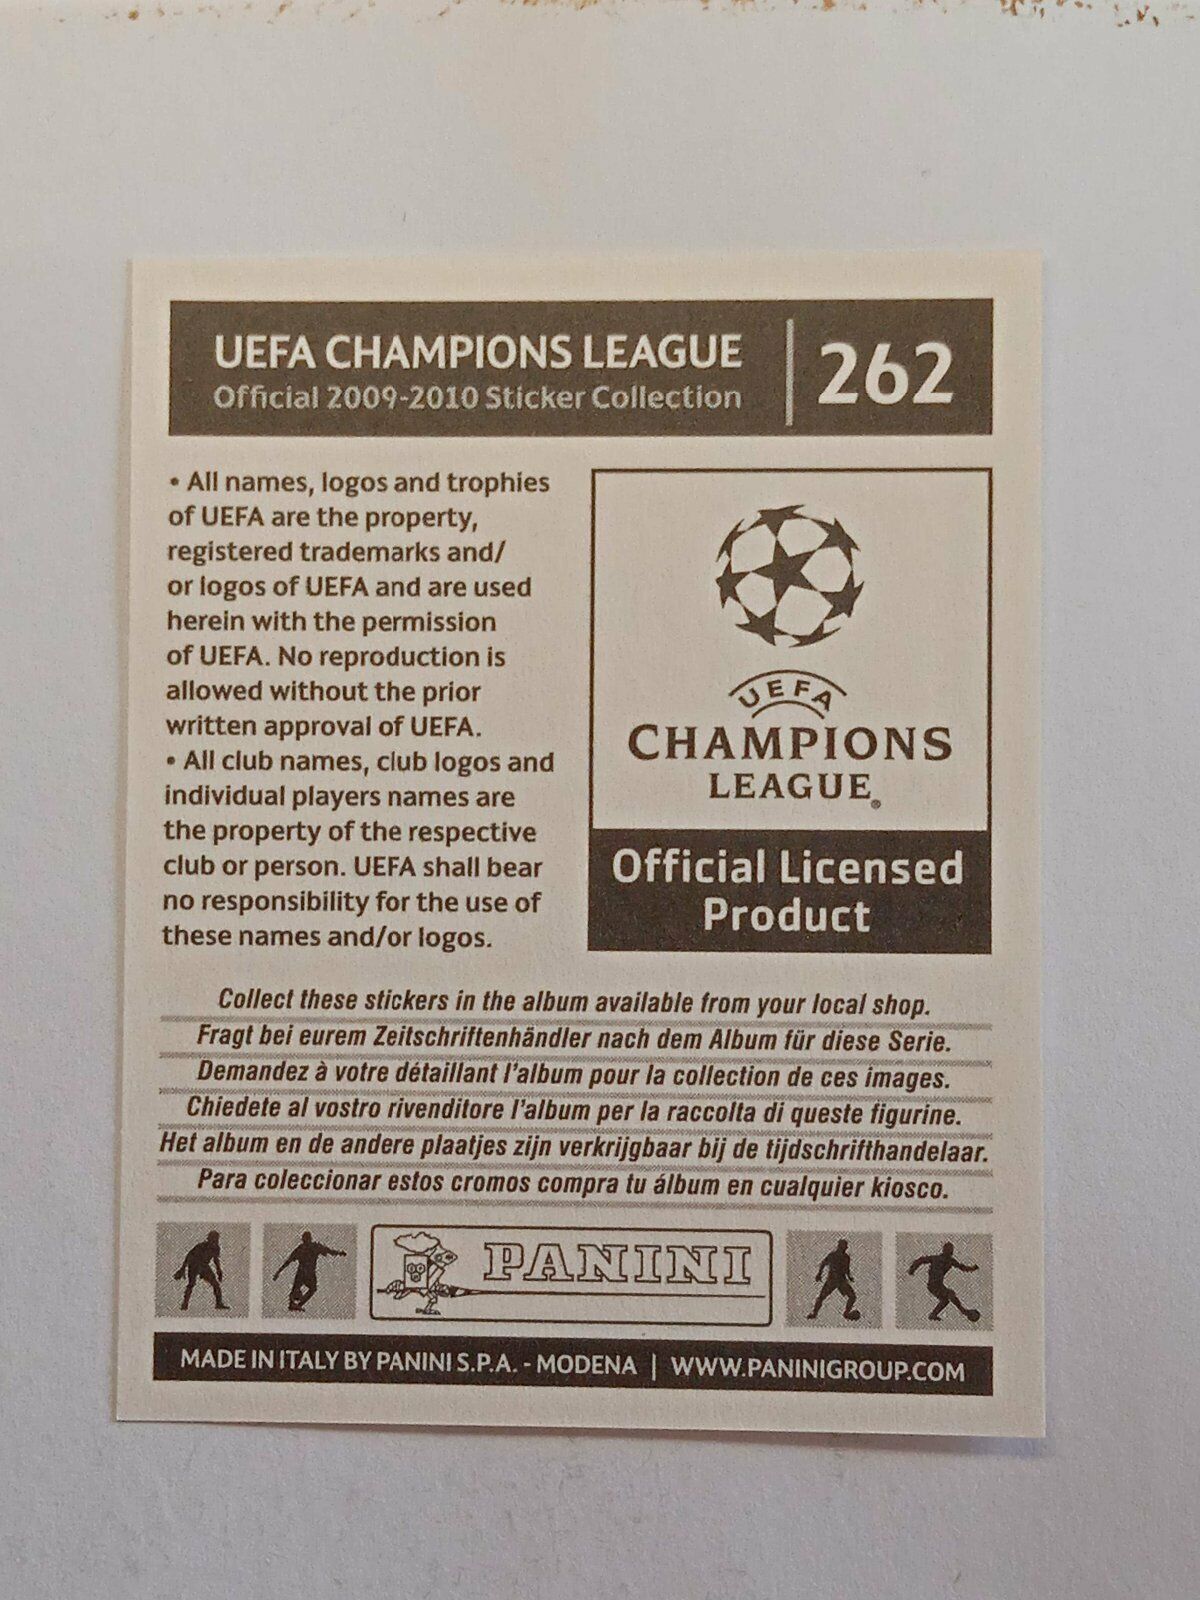 UEFA CHAMPIONS LEAGUE
Official 2009-2010 Sticker Collection
262
• All names, logos and trophies
of UEFA are the property,
registered trademarks and/
or logos of UEFA and are used
herein with the permission
of UEFA. No reproduction is
allowed without the prior
written approval of UEFA.
• All club names, club logos and
individual players names are
the property of the respective
club or person. UEFA shall bear
no responsibility for the use of
these names and/or logos.
UEFA
CHAMPIONS
LEAGUE®
Official Licensed
Product
Collect these stickers in the album available from your local shop.
Fragt bei eurem Zeitschriftenhändler nach dem Album für diese Serie.
Demandez à votre détaillant l'album pour la collection de ces images.
Chiedete al vostro rivenditore l'album per la raccolta di queste figurine.
Het album en de andere plaatjes zijn verkrijgbaar bij de tijdschrifthandelaar.
Para coleccionar estos cromos compra tu álbum en cualquier kiosco.
PANINI
MADE IN ITALY BY PANINI S.P.A. - MODENA | WWW.PANINIGROUP.COM